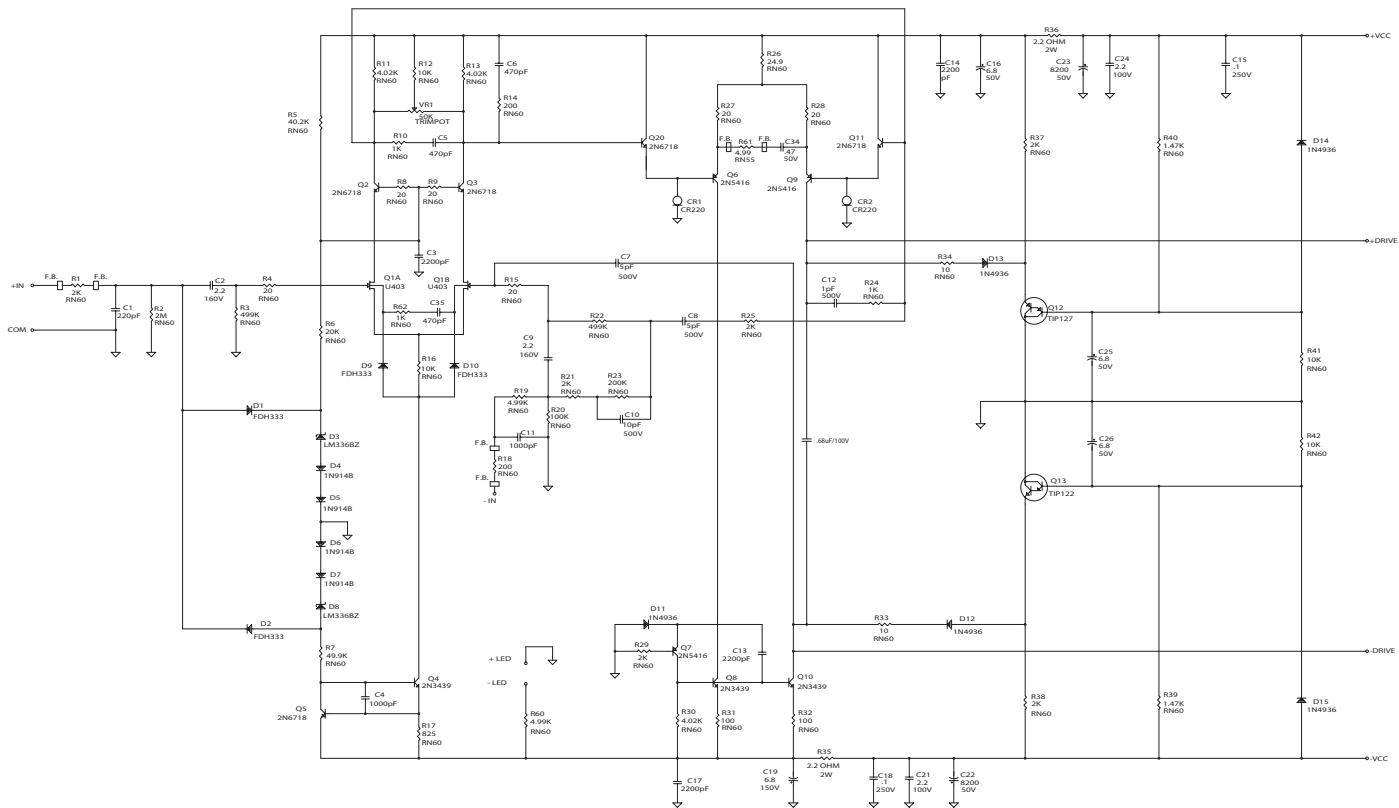 R36
2.2 OHM
2W
+VCC
R11
4.02K
RN60
R12
10K
RN60
R13
4.02K
RN60
C6
470pF
R26
24.9
RN60
C14
2200
pF
C16
6.8
50V
C23
8200
50V
C24
2.2
100V
C15
.1
250V
R14
200
RN60
VR1
50K
TRIMPOT
R5
40.2K
RN60
R27
20
RN60
R28
20
RN60
R10
1K
RN60
C5
470pF
Q20
2N6718
F.B.
R61
4.99
RN55
F.B.
C34
.47
50V
Q11
2N6718
R37
2K
RN60
R40
1.47K
RN60
D14
1N4936
Q2
2N6718
R8
20
RN60
R9
20
RN60
Q3
2N6718
Q6
2N5416
Q9
2N5416
CR1
CR220
CR2
CR220
+DRIVE
C3
2200pF
F.B.
R1
2K
RN60
F.B.
C2
2.2
160V
R4
20
RN60
Q1A
U403
Q1B
U403
R15
20
RN60
C7
5pF
500V
R34
10
RN60
D13
1N4936
+IN
COM
C1
220pF
R2
2M
RN60
R3
499K
RN60
R62
1K
RN60
C35
470pF
C12
1pF
500V
R24
1K
RN60
Q12
TIP127
R6
20K
RN60
R22
499K
RN60
C8
5pF
500V
R25
2K
RN60
D9
FDH333
R16
10K
RN60
D10
FDH333
C9
2.2
160V
C25
6.8
50V
R41
10K
RN60
R19
4.99K
RN60
R21
2K
RN60
R23
200K
RN60
R20
100K
RN60
C10
10pF
500V
D1
FDH333
D3
LM336BZ
C11
1000pF
F.B.
R18
200
RN60
F.B.
- IN
.68uF/100V
C26
6.8
50V
R42
10K
RN60
D4
1N914B
D5
1N914B
Q13
TIP122
D6
1N914B
D7
1N914B
D8
LM336BZ
D2
FDH333
D11
1N4936
R33
10
RN60
D12
1N4936
R7
49.9K
RN60
+ LED
- LED
R29
2K
RN60
Q7
2N5416
C13
2200pF
-DRIVE
Q4
2N3439
Q8
2N3439
Q10
2N3439
C4
1000pF
Q5
2N6718
R17
825
RN60
R60
4.99K
RN60
R30
4.02K
RN60
R31
100
RN60
R32
100
RN60
R38
2K
RN60
R39
1.47K
RN60
D15
1N4936
R35
2.2 OHM
2W
-VCC
C17
2200pF
C19
6.8
150V
C18
.1
250V
C21
2.2
100V
C22
8200
50V